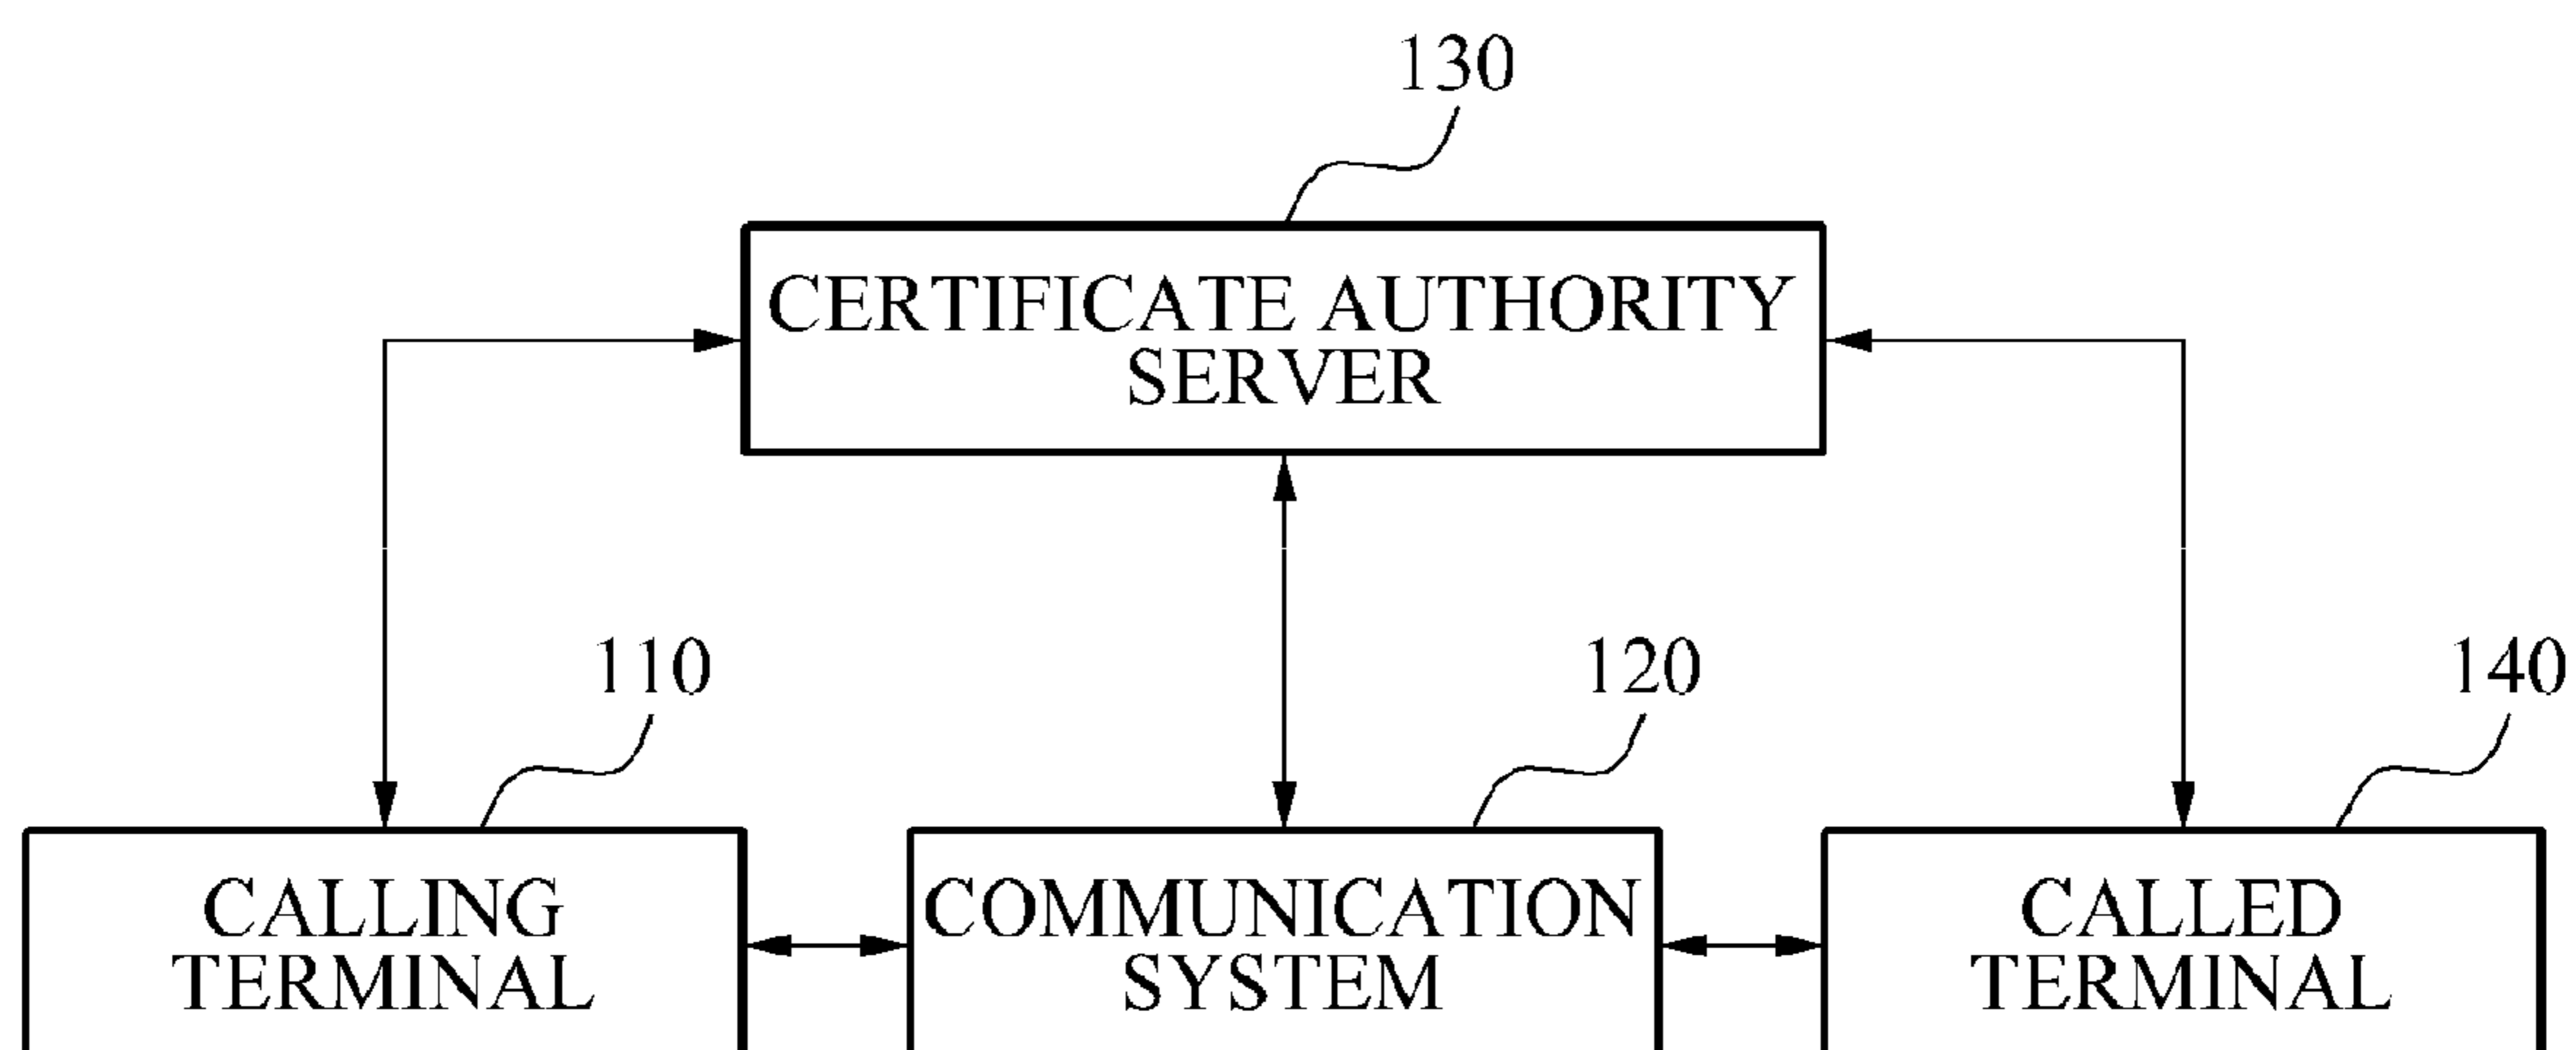 130
CERTIFICATE AUTHORITY
SERVER
110
120
140
CALLING
TERMINAL
COMMUNICATION
SYSTEM
CALLED
TERMINAL